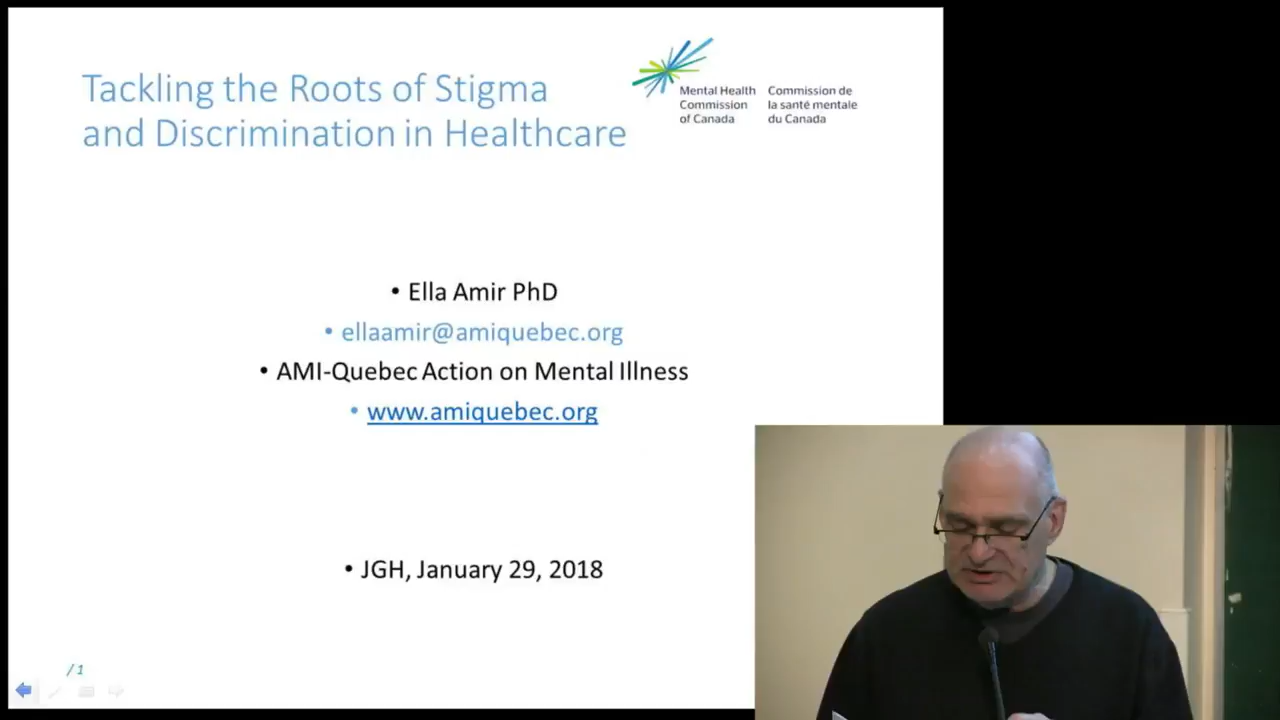 Tackling the Roots of Stigma
and Discrimination in Healthcare
Mental Health
Commission
of Canada
Commission de
la santé mentale
du Canada
• Ella Amir PhD
• ellaamir@amiquebec.org
• AMI-Quebec Action on Mental Illness
• www.amiquebec.org
• JGH, January 29, 2018
/ 1